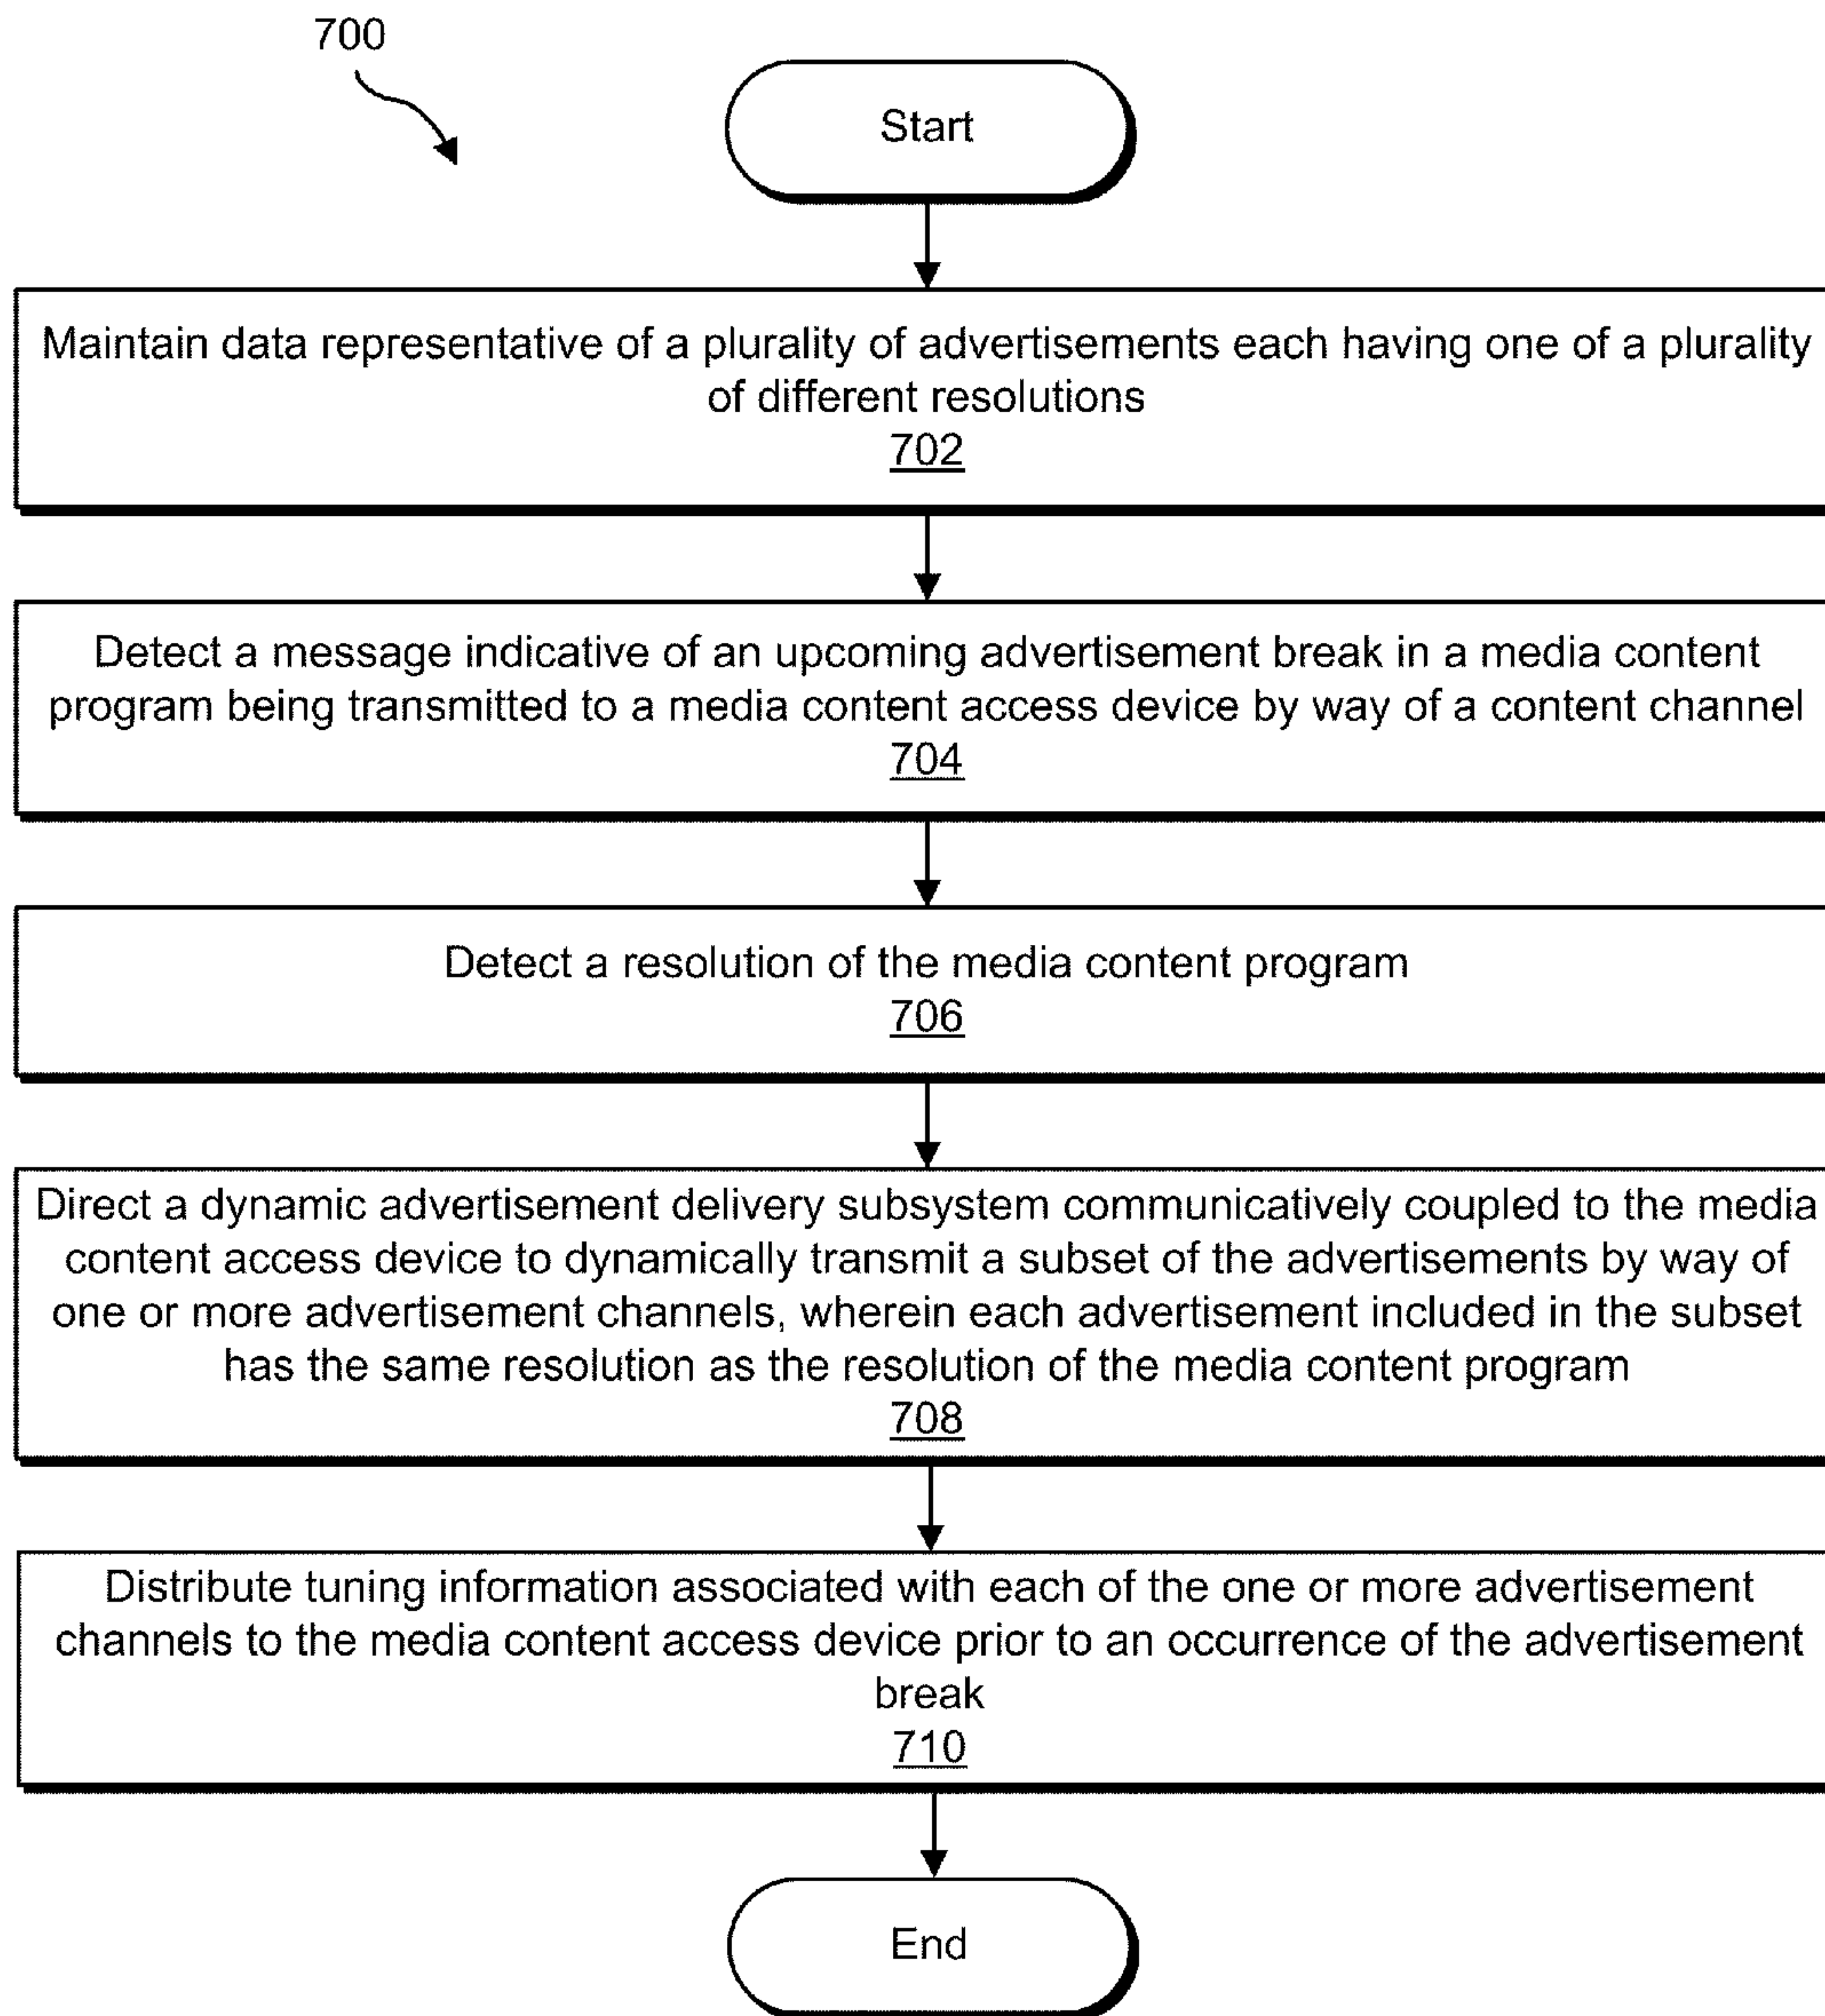 700
Start
Maintain data representative of a plurality of advertisements each having one of a plurality
of different resolutions
702
Detect a message indicative of an upcoming advertisement break in a media content
program being transmitted to a media content access device by way of a content channel
704
Detect a resolution of the media content program
706
Direct a dynamic advertisement delivery subsystem communicatively coupled to the media
content access device to dynamically transmit a subset of the advertisements by way of
one or more advertisement channels, wherein each advertisement included in the subset
has the same resolution as the resolution of the media content program
708
Distribute tuning information associated with each of the one or more advertisement
channels to the media content access device prior to an occurrence of the advertisement
break
710
End